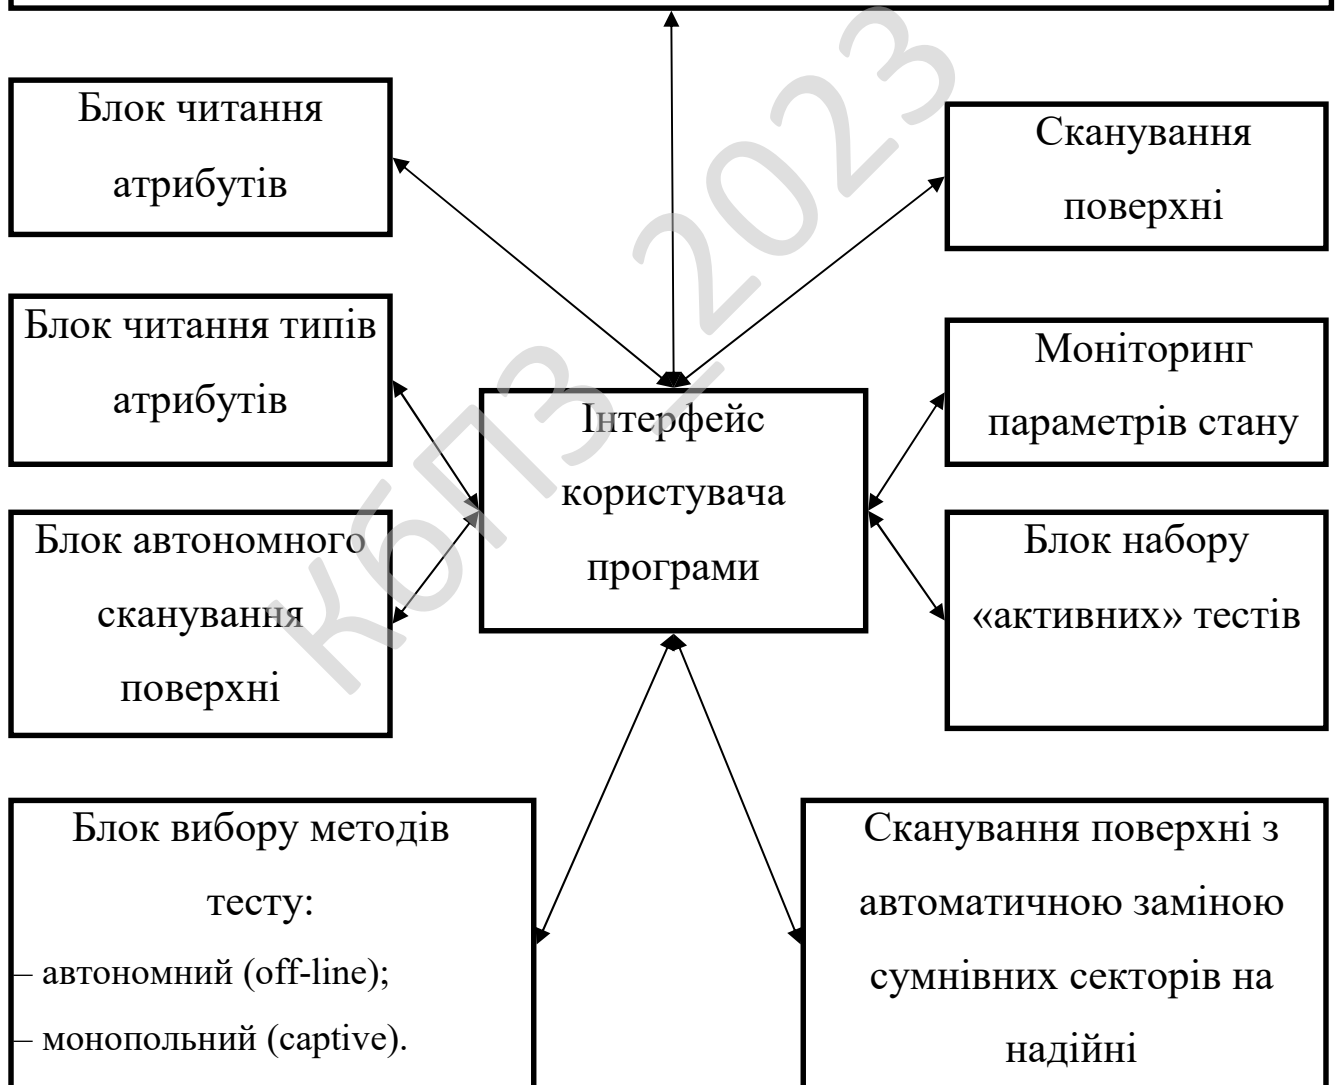 Блок читання
атрибутів
Сканування
поверхні
Блок читання типів
атрибутів
Моніторинг
параметрів стану
Інтерфейс
користувача
програми
Блок автономного
сканування
поверхні
Блок набору
«активних» тестів
Блок вибору методів
тесту:
– автономний (off-line);
– монопольний (captive).
Сканування поверхні з
автоматичною заміною
сумнівних секторів на
надійні
КбПЗ_2023